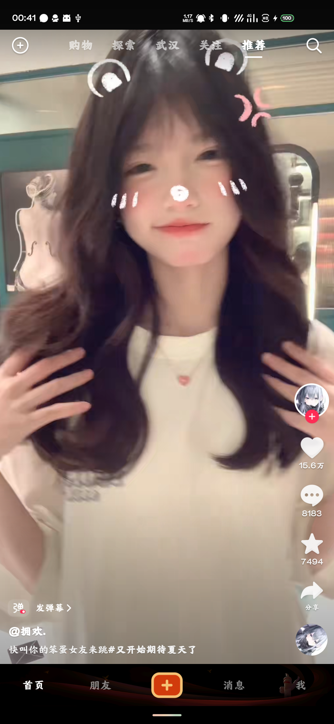 00:41
1.17 MB/s
100
购物 探索 武汉 关注 推荐
15.6万
8183
7494
分享
弹 发弹幕
@拥欢.
快叫你的笨蛋女友来跳#又开始期待夏天了
首页 朋友 消息 我